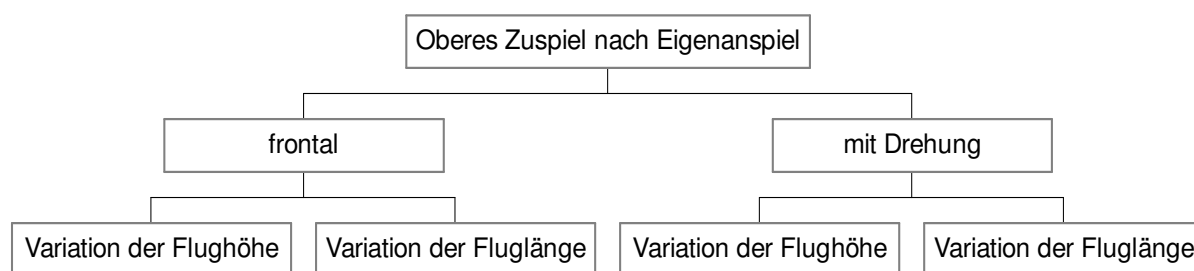 Oberes Zuspiel nach Eigenanspiel
frontal
mit Drehung
Variation der Flughöhe
Variation der Fluglänge
Variation der Flughöhe
Variation der Fluglänge